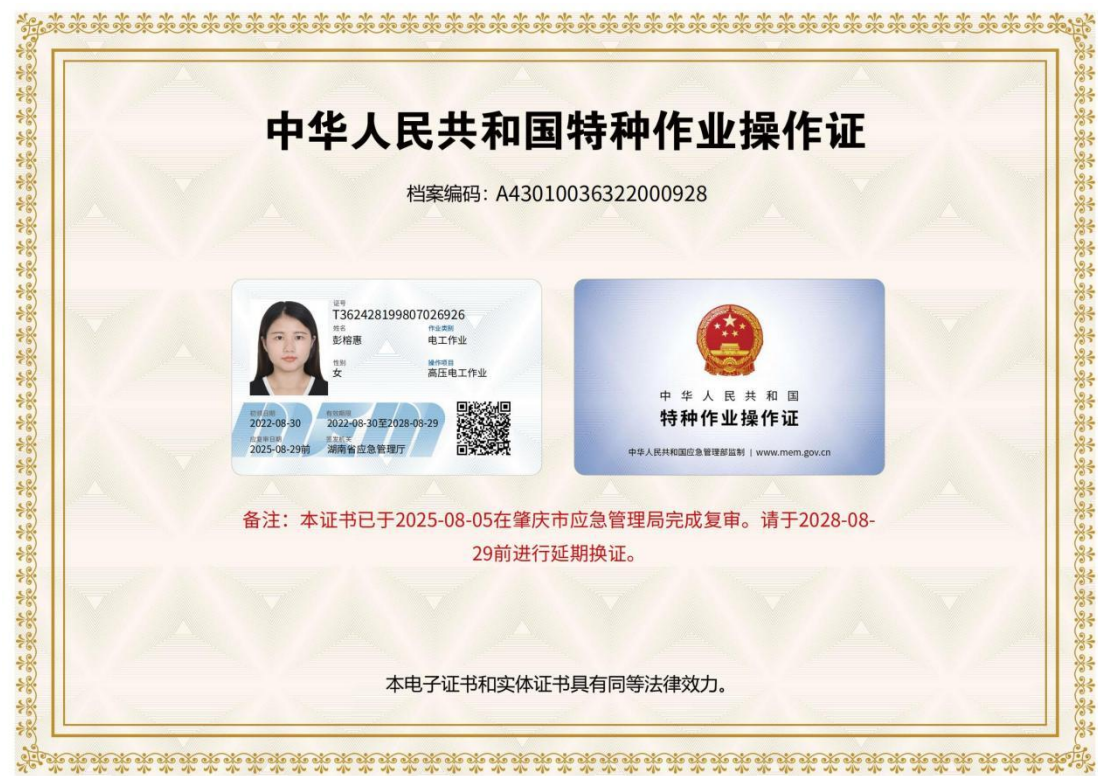 中华人民共和国特种作业操作证
档案编码：A43010036322000928
证号
T362428199807026926
姓名
彭榕惠
作业类别
电工作业
性别
女
操作项目
高压电工作业
初领日期
2022-08-30
有效期限
2022-08-30至2028-08-29
应复审日期
2025-08-29前
签发机关
湖南省应急管理厅
中华人民共和国
特种作业操作证
中华人民共和国应急管理部监制 | www.mem.gov.cn
备注：本证书已于2025-08-05在肇庆市应急管理局完成复审。请于2028-08-
29前进行延期换证。
本电子证书和实体证书具有同等法律效力。